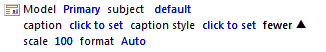 Model Primary subject default
caption click to set caption style click to set fewer ▲
scale 100 format Auto